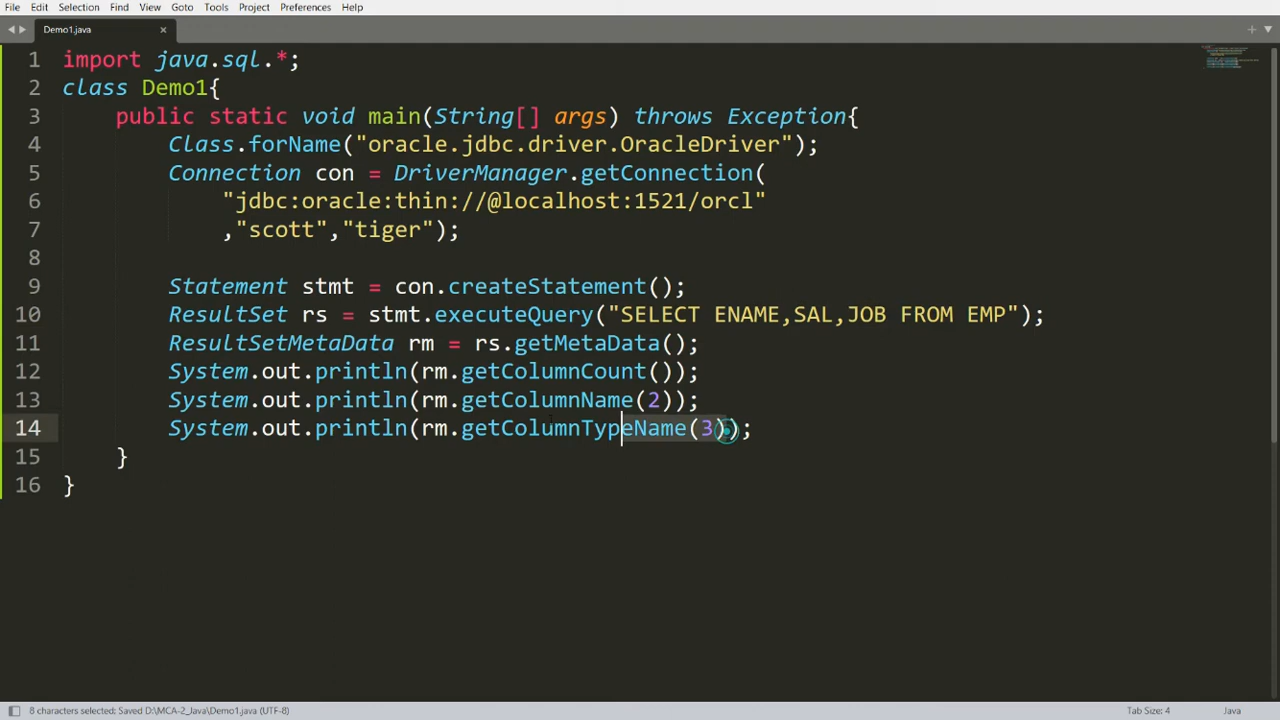 File Edit Selection Find View Goto Tools Project Preferences Help
Demo1.java ×
1 import java.sql.*;
2 class Demo1{
3 public static void main(String[] args) throws Exception{
4 Class.forName("oracle.jdbc.driver.OracleDriver");
5 Connection con = DriverManager.getConnection(
6 "jdbc:oracle:thin://@localhost:1521/orcl"
7 ,"scott","tiger");
8
9 Statement stmt = con.createStatement();
10 ResultSet rs = stmt.executeQuery("SELECT ENAME,SAL,JOB FROM EMP");
11 ResultSetMetaData rm = rs.getMetaData();
12 System.out.println(rm.getColumnCount());
13 System.out.println(rm.getColumnName(2));
14 System.out.println(rm.getColumnTypeName(3));
15 }
16 }
8 characters selected; Saved D:\MCA-2_Java\Demo1.java (UTF-8) Tab Size: 4 Java